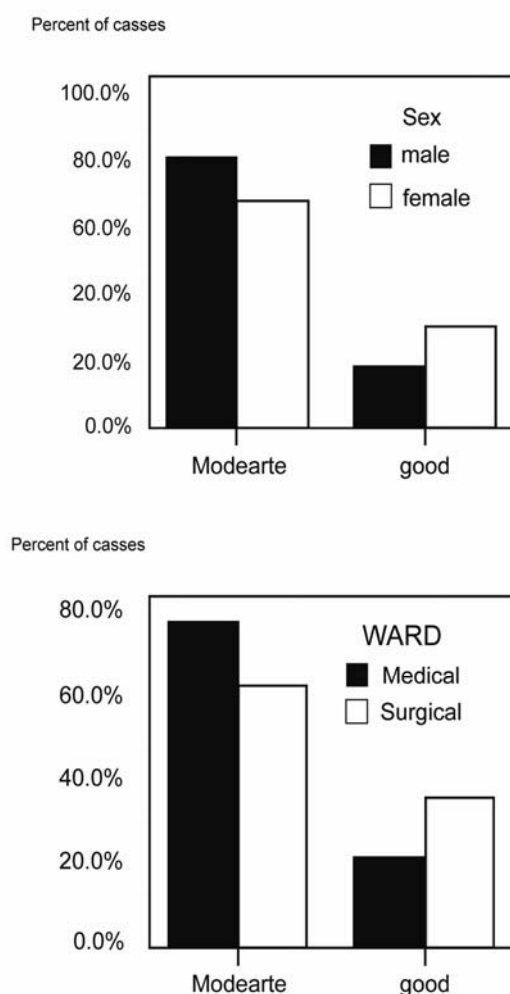 Percent of casses
100.0%
Sex
male
80.0%
female
60.0%
20.0%
20.0%
0.0%
Modearte good
Percent of casses
80.0%
WARD
Medical
60.0%
Surgical
40.0%
20.0%
0.0%
Modearte good